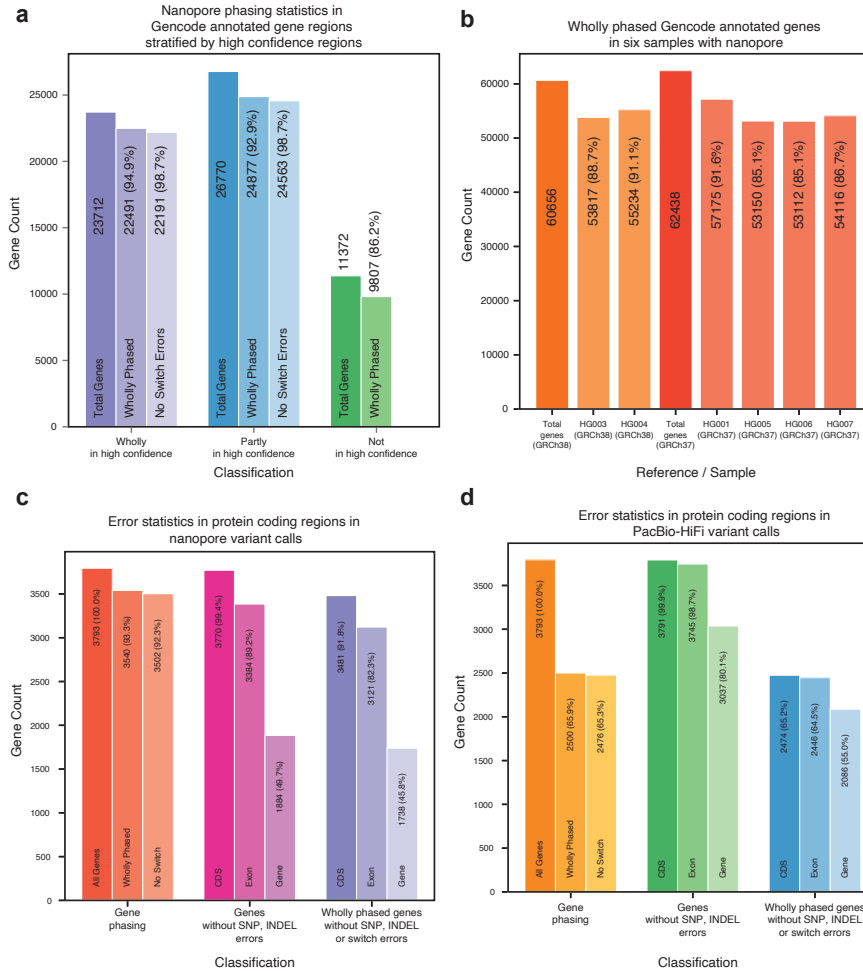 a
Nanopore phasing statistics in
Gencode annotated gene regions
stratified by high confidence regions
Gene Count
25000
20000
15000
10000
5000
0
23712
22491 (94.9%)
22191 (98.7%)
26770
24877 (92.9%)
24563 (98.7%)
11372
9807 (86.2%)
Total Genes
Wholly Phased
No Switch Errors
Total Genes
Wholly Phased
No Switch Errors
Total Genes
Wholly Phased
Wholly
in high confidence
Partly
in high confidence
Not
in high confidence
Classification
b
Wholly phased Gencode annotated genes
in six samples with nanopore
Gene Count
60000
50000
40000
30000
20000
10000
0
60656
53817 (88.7%)
55234 (91.1%)
62438
57175 (91.6%)
53150 (85.1%)
53112 (85.1%)
54116 (86.7%)
Total
genes
(GRCh38)
HG003
(GRCh38)
HG004
(GRCh38)
Total
genes
(GRCh37)
HG001
(GRCh37)
HG005
(GRCh37)
HG006
(GRCh37)
HG007
(GRCh37)
Reference / Sample
c
Error statistics in protein coding regions in
nanopore variant calls
Gene Count
3500
3000
2500
2000
1500
1000
500
0
3793 (100.0%)
3540 (93.3%)
3502 (92.3%)
3770 (99.4%)
3384 (89.2%)
1884 (49.7%)
3481 (91.8%)
3121 (82.3%)
1738 (45.8%)
All Genes
Wholly Phased
No Switch
CDS
Exon
Gene
CDS
Exon
Gene
Gene
phasing
Genes
without SNP, INDEL
errors
Wholly phased genes
without SNP, INDEL
or switch errors
Classification
d
Error statistics in protein coding regions in
PacBio-HiFi variant calls
Gene Count
3500
3000
2500
2000
1500
1000
500
0
3793 (100.0%)
2500 (65.9%)
2476 (65.3%)
3791 (99.9%)
3745 (98.7%)
3037 (80.1%)
2474 (65.2%)
2446 (64.5%)
2086 (55.0%)
All Genes
Wholly Phased
No Switch
CDS
Exon
Gene
CDS
Exon
Gene
Gene
phasing
Genes
without SNP, INDEL
errors
Wholly phased genes
without SNP, INDEL
or switch errors
Classification